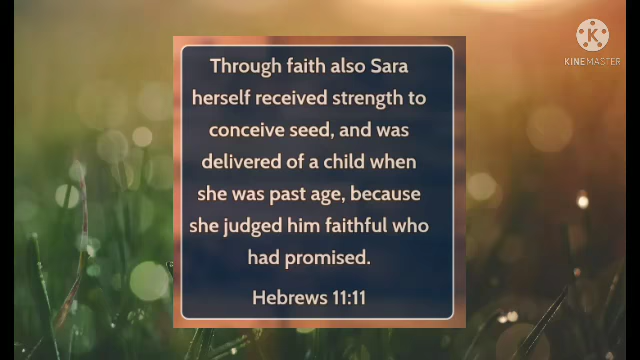 KINEMASTER
Through faith also Sara
herself received strength to
conceive seed, and was
delivered of a child when
she was past age, because
she judged him faithful who
had promised.
Hebrews 11:11